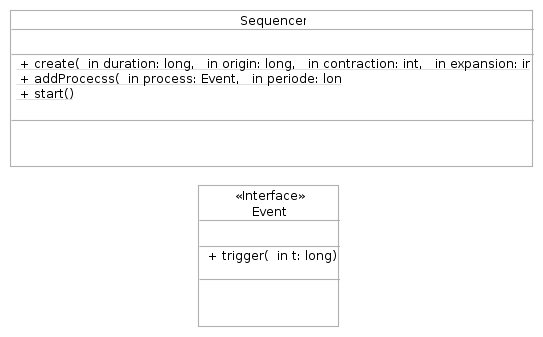 Sequencer
+ create( in duration: long, in origin: long, in contraction: int, in expansion: ir
+ addProcecss( in process: Event, in periode: lon
+ start()
«Interface»
Event
+ trigger( in t: long)